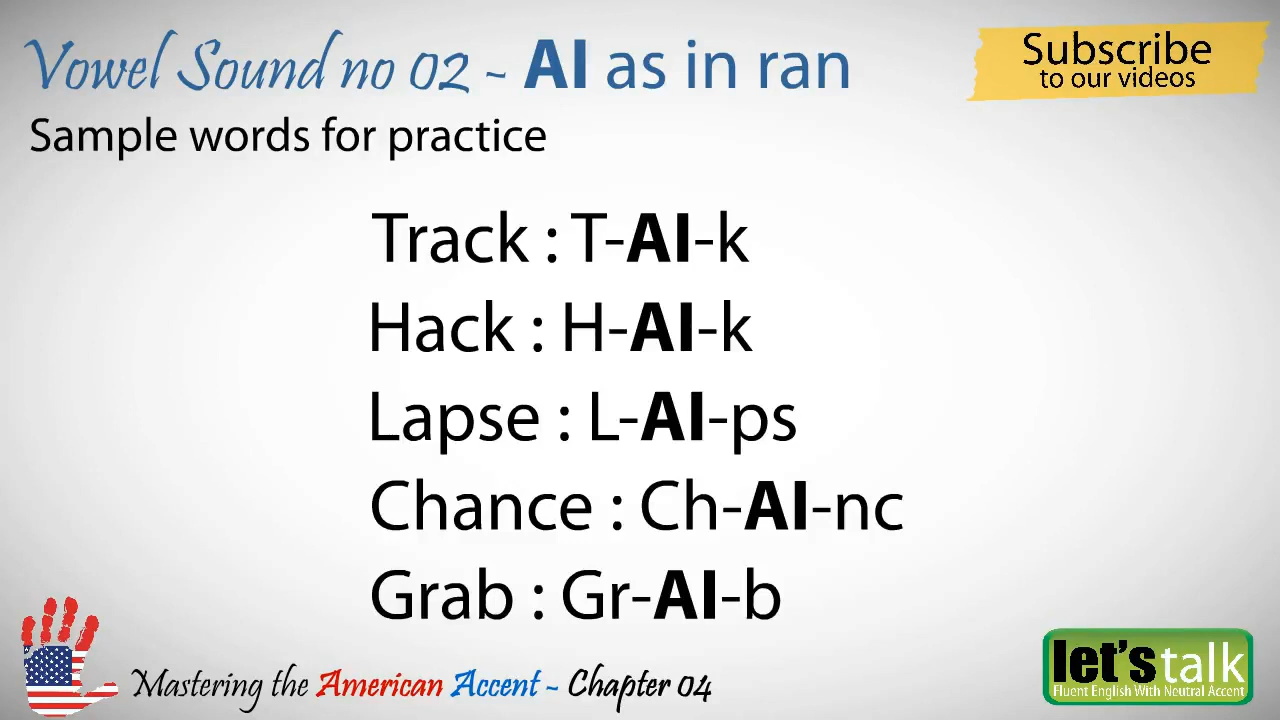 Vowel Sound no 02 - AI as in ran
Subscribe
to our videos
Sample words for practice
Track : T-AI-k
Hack : H-AI-k
Lapse : L-AI-ps
Chance : Ch-AI-nc
Grab : Gr-AI-b
Mastering the American Accent - Chapter 04
let's talk
Fluent English With Neutral Accent